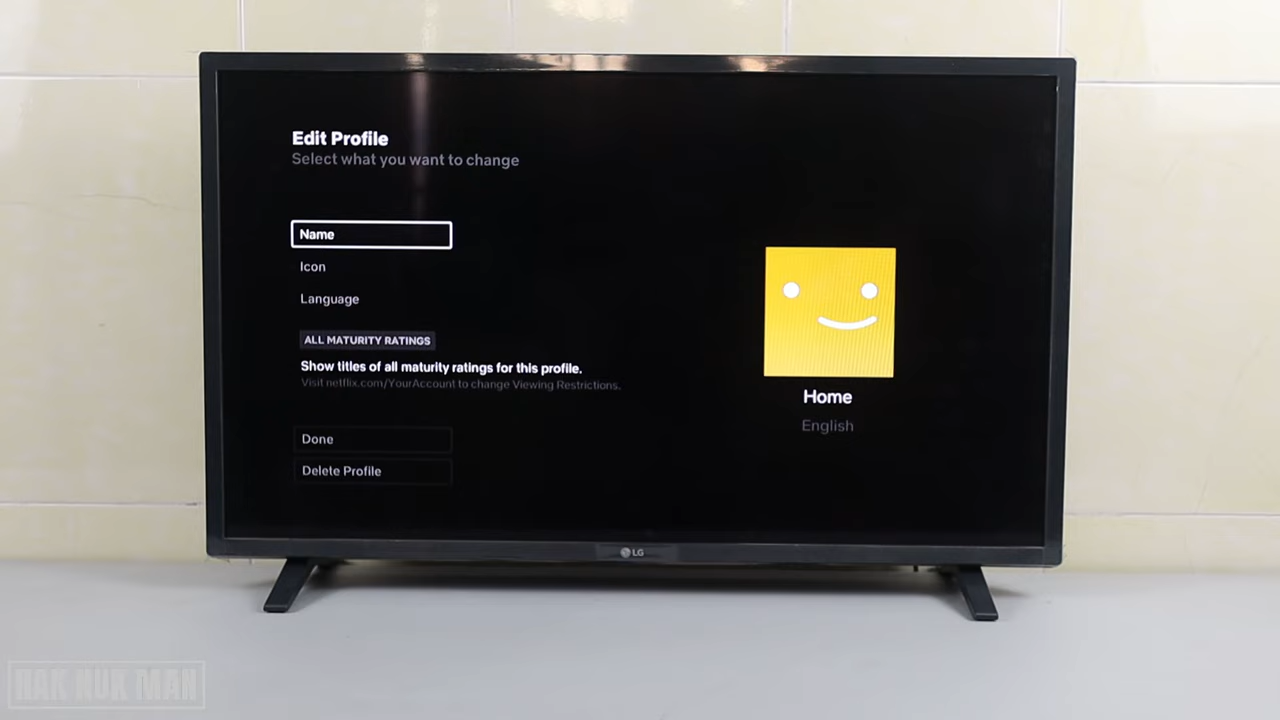 Edit Profile
Select what you want to change
Name
Icon
Language
ALL MATURITY RATINGS
Show titles of all maturity ratings for this profile.
Visit netflix.com/YourAccount to change Viewing Restrictions.
Done
Delete Profile
Home
English
LG
HAK NUK MAN